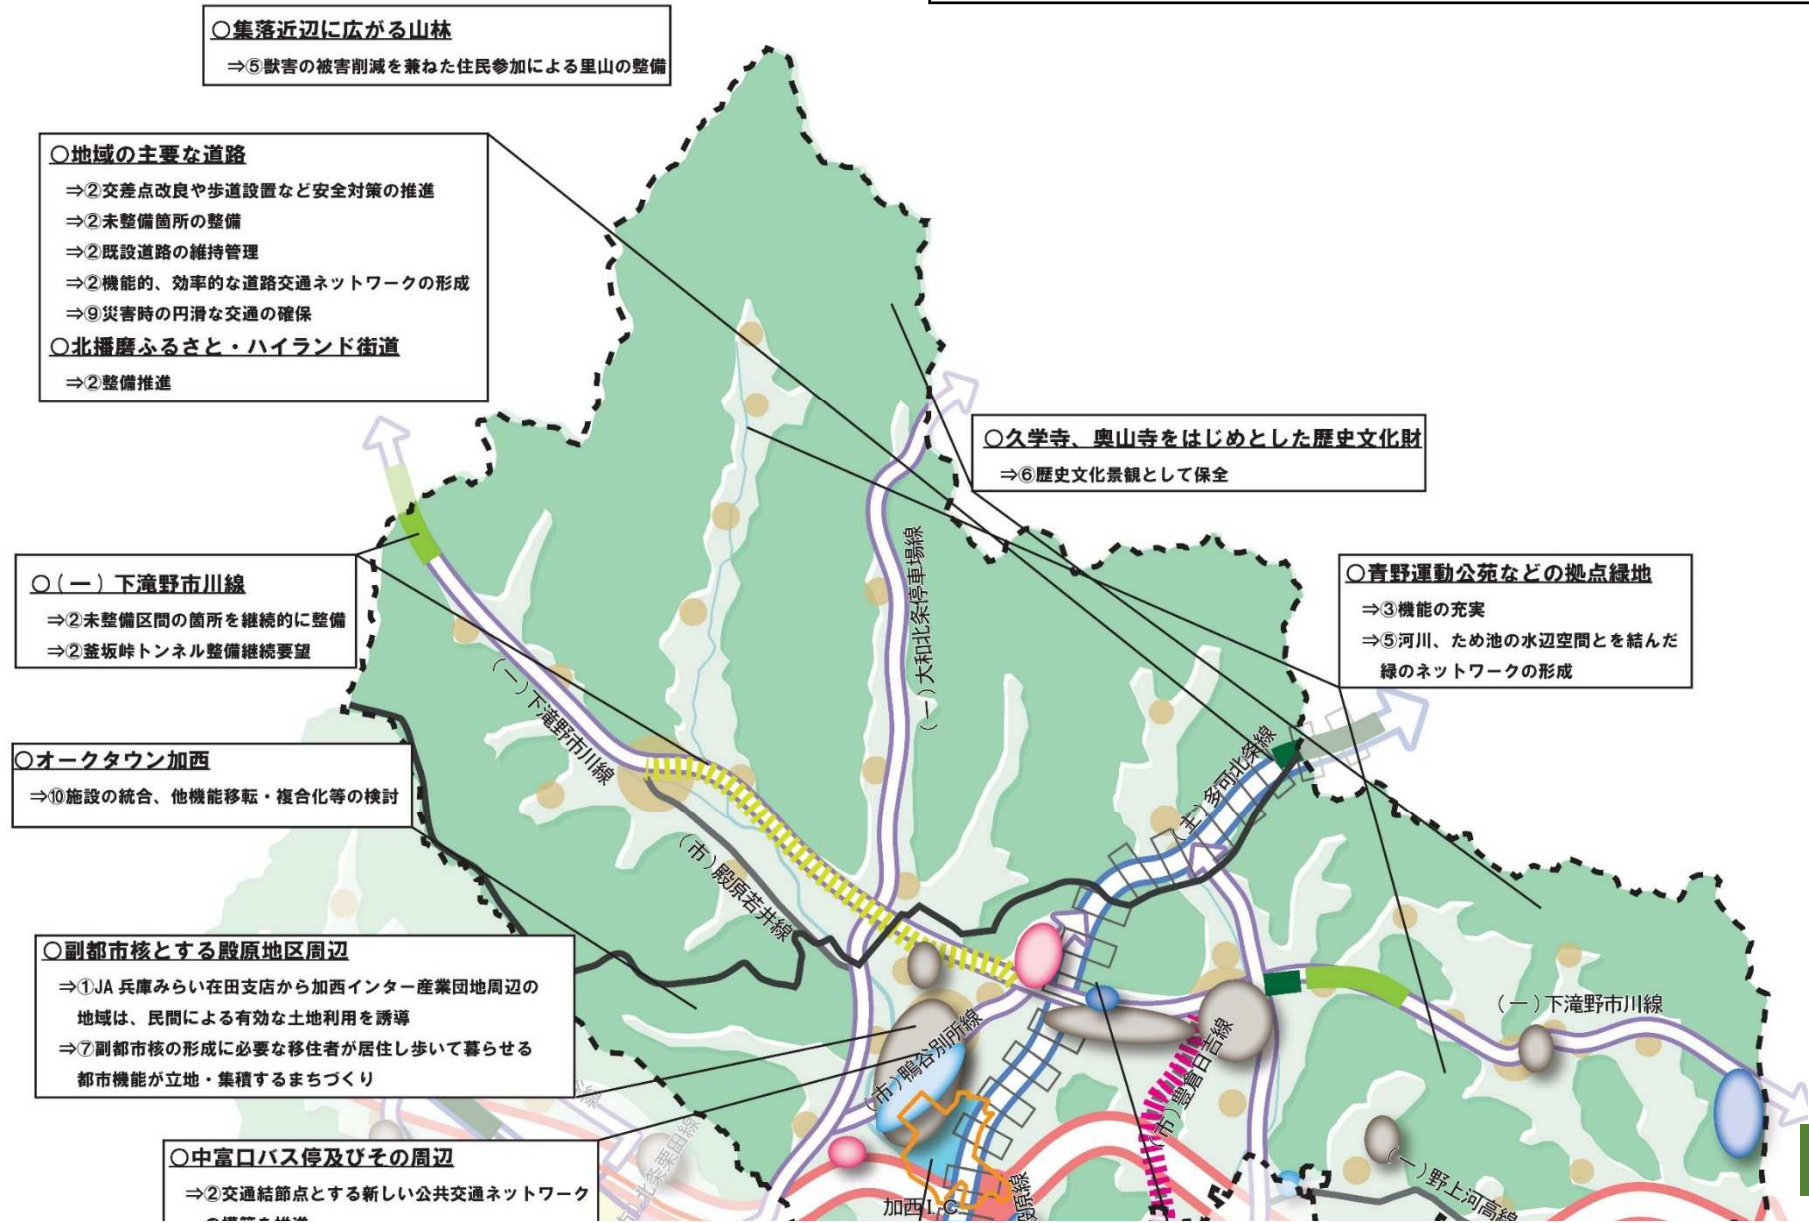 〇集落近辺に広がる山林
⇒⑤獣害の被害削減を兼ねた住民参加による里山の整備
〇地域の主要な道路
⇒②交差点改良や歩道設置など安全対策の推進
⇒②未整備箇所の整備
⇒②既設道路の維持管理
⇒②機能的、効率的な道路交通ネットワークの形成
⇒⑨災害時の円滑な交通の確保
〇北播磨ふるさと・ハイランド街道
⇒②整備推進
〇久学寺、奥山寺をはじめとした歴史文化財
⇒⑥歴史文化景観として保全
〇(一)下滝野市川線
⇒②未整備区間の箇所を継続的に整備
⇒②釜坂峠トンネル整備継続要望
〇青野運動公苑などの拠点緑地
⇒③機能の充実
⇒⑤河川、ため池の水辺空間とを結んだ
緑のネットワークの形成
〇オークタウン加西
⇒⑩施設の統合、他機能移転・複合化等の検討
〇副都市核とする殿原地区周辺
⇒①JA 兵庫みらい在田支店から加西インター産業団地周辺の
地域は、民間による有効な土地利用を誘導
⇒⑦副都市核の形成に必要な移住者が居住し歩いて暮らせる
都市機能が立地・集積するまちづくり
〇中富口バス停及びその周辺
⇒②交通結節点とする新しい公共交通ネットワーク
(一)大和北条停車場線
(一)下滝野市川線
(市)殿原若井線
(主)多可北条線
(市)鴨谷別所線
(市)豊倉日吉線
(一)下滝野市川線
(一)野上河高線
加西I.C.